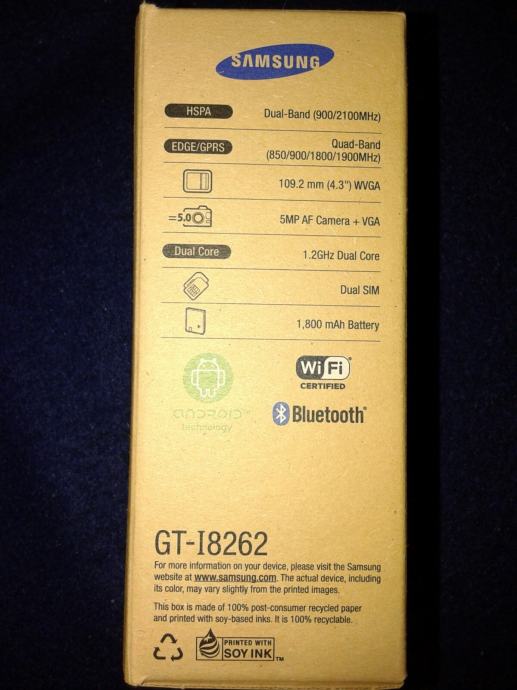 SAMSUNG
HSPA Dual-Band (900/2100MHz)
EDGE/GPRS Quad-Band
(850/900/1800/1900MHz)
109.2 mm (4.3") WVGA
=5.0 5MP AF Camera + VGA
Dual Core 1.2GHz Dual Core
Dual SIM
1,800 mAh Battery
Wi Fi®
CERTIFIED
ANDROID™
technology
Bluetooth®
GT-I8262
For more information on your device, please visit the Samsung
website at www.samsung.com. The actual device, including
its color, may vary slightly from the printed images.
This box is made of 100% post-consumer recycled paper
and printed with soy-based inks. It is 100% recyclable.
PRINTED WITH
SOY INK™